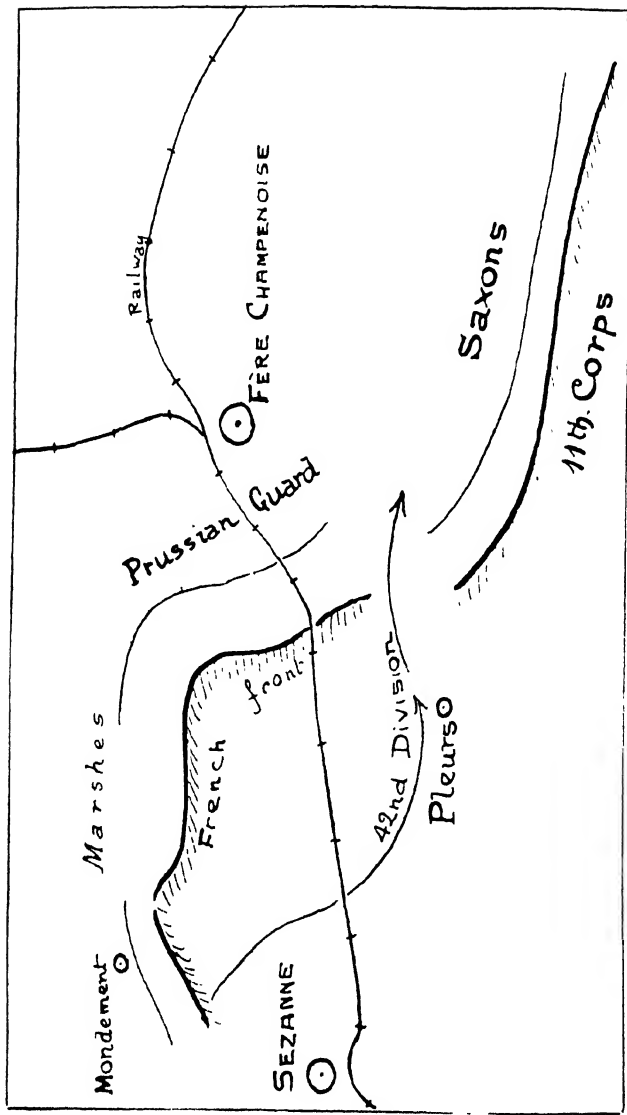 Mondement
Marshes
Railway
Prussian Guard
French
front
FÈRE CHAMPENOISE
SEZANNE
42nd Division
Pleurs
Saxons
11th. Corps